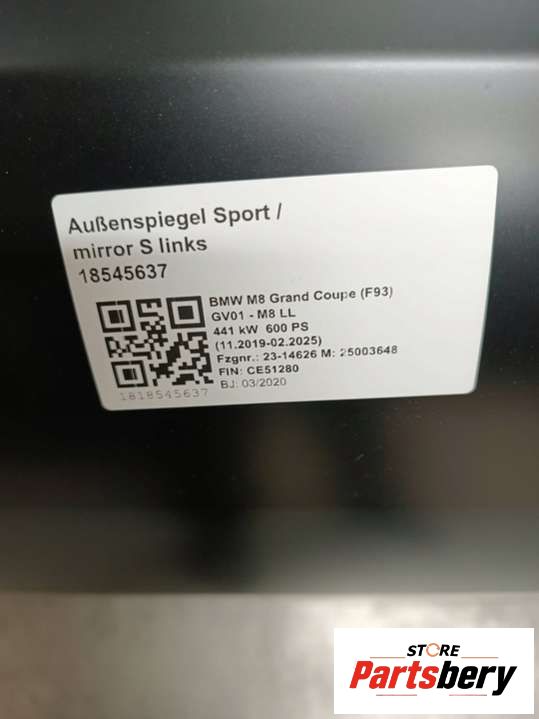 Außenspiegel Sport /
mirror S links
18545637
BMW M8 Grand Coupe (F93)
GV01 - M8 LL
441 kW 600 PS
(11.2019-02.2025)
Fzgnr.: 23-14626 M: 25003648
FIN: CE51280
BJ: 03/2020
1818545637
STORE
Partsbery